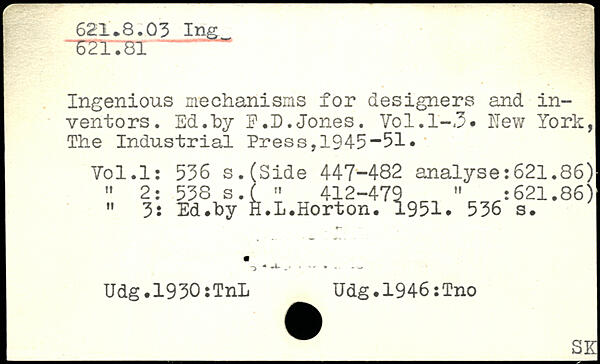 621.8.03 Ing_
621.81
Ingenious mechanisms for designers and in-
ventors. Ed.by F.D.Jones. Vol.1-3. New York,
The Industrial Press,1945-51.
Vol.1: 536 s.(Side 447-482 analyse:621.86)
" 2: 538 s.( " 412-479 " :621.86)
" 3: Ed.by H.L.Horton. 1951. 536 s.
Udg.1930:TnL Udg.1946:Tno
SK